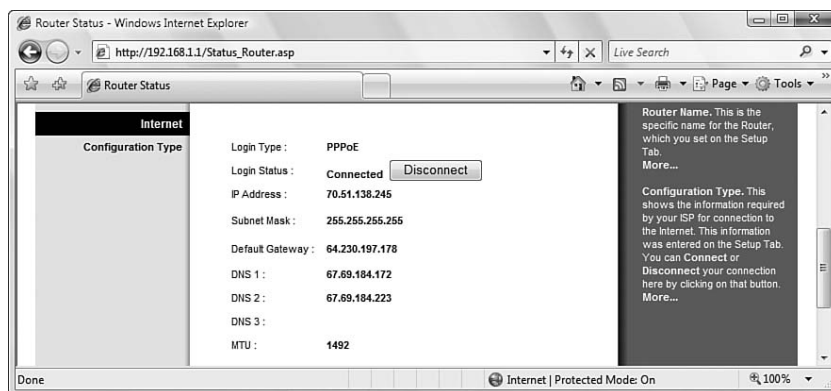 Router Status - Windows Internet Explorer
http://192.168.1.1/Status_Router.asp
Live Search
Router Status
Page
Tools
Internet
Configuration Type
Login Type : PPPoE
Login Status : Connected Disconnect
IP Address : 70.51.138.245
Subnet Mask : 255.255.255.255
Default Gateway : 64.230.197.178
DNS 1 : 67.69.184.172
DNS 2 : 67.69.184.223
DNS 3 :
MTU : 1492
Router Name. This is the
specific name for the Router,
which you set on the Setup
Tab.
More...
Configuration Type. This
shows the information required
by your ISP for connection to
the Internet. This information
was entered on the Setup Tab.
You can Connect or
Disconnect your connection
here by clicking on that button.
More...
Done
Internet | Protected Mode: On
100%